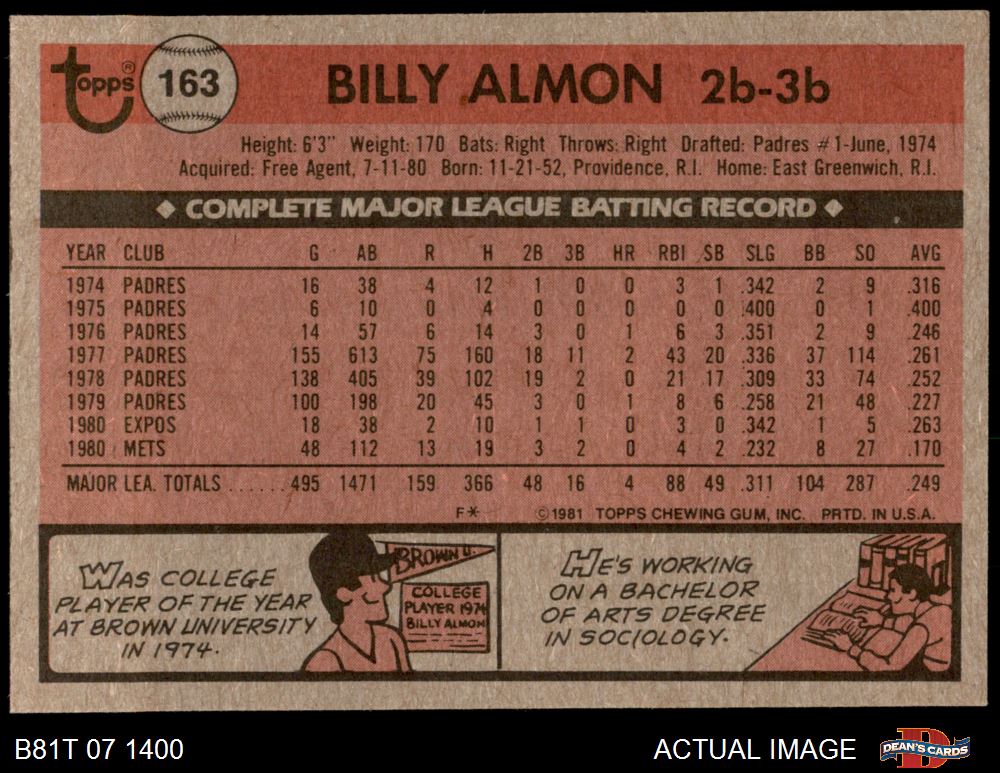 Topps® 163 BILLY ALMON 2b-3b
Height: 6'3" Weight: 170 Bats: Right Throws: Right Drafted: Padres #1-June, 1974
Acquired: Free Agent, 7-11-80 Born: 11-21-52, Providence, R.I. Home: East Greenwich, R.I.
◆ COMPLETE MAJOR LEAGUE BATTING RECORD ◆
YEAR CLUB G AB R H 2B 3B HR RBI SB SLG BB SO AVG
1974 PADRES 16 38 4 12 1 0 0 3 1 .342 2 9 .316
1975 PADRES 6 10 0 4 0 0 0 0 0 .400 0 1 .400
1976 PADRES 14 57 6 14 3 0 1 6 3 .351 2 9 .246
1977 PADRES 155 613 75 160 18 11 2 43 20 .336 37 114 .261
1978 PADRES 138 405 39 102 19 2 0 21 17 .309 33 74 .252
1979 PADRES 100 198 20 45 3 0 1 8 6 .258 21 48 .227
1980 EXPOS 18 38 2 10 1 1 0 3 0 .342 1 5 .263
1980 METS 48 112 13 19 3 2 0 4 2 .232 8 27 .170
MAJOR LEA. TOTALS ...... 495 1471 159 366 48 16 4 88 49 .311 104 287 .249
F* ©1981 TOPPS CHEWING GUM, INC. PRTD. IN U.S.A.
WAS COLLEGE
PLAYER OF THE YEAR
AT BROWN UNIVERSITY
IN 1974.
BROWN U.
COLLEGE
PLAYER 1974
BILLY ALMON
HE'S WORKING
ON A BACHELOR
OF ARTS DEGREE
IN SOCIOLOGY.
B81T 07 1400 ACTUAL IMAGE DEAN'S CARDS